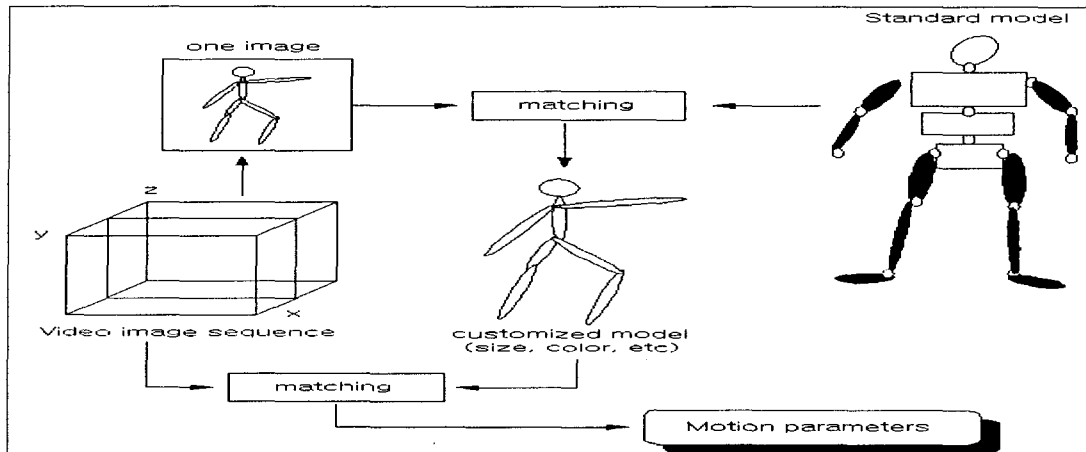 Standard model
one image
matching
z
y
x
Video image sequence
customized model
(size, color, etc)
matching
Motion parameters